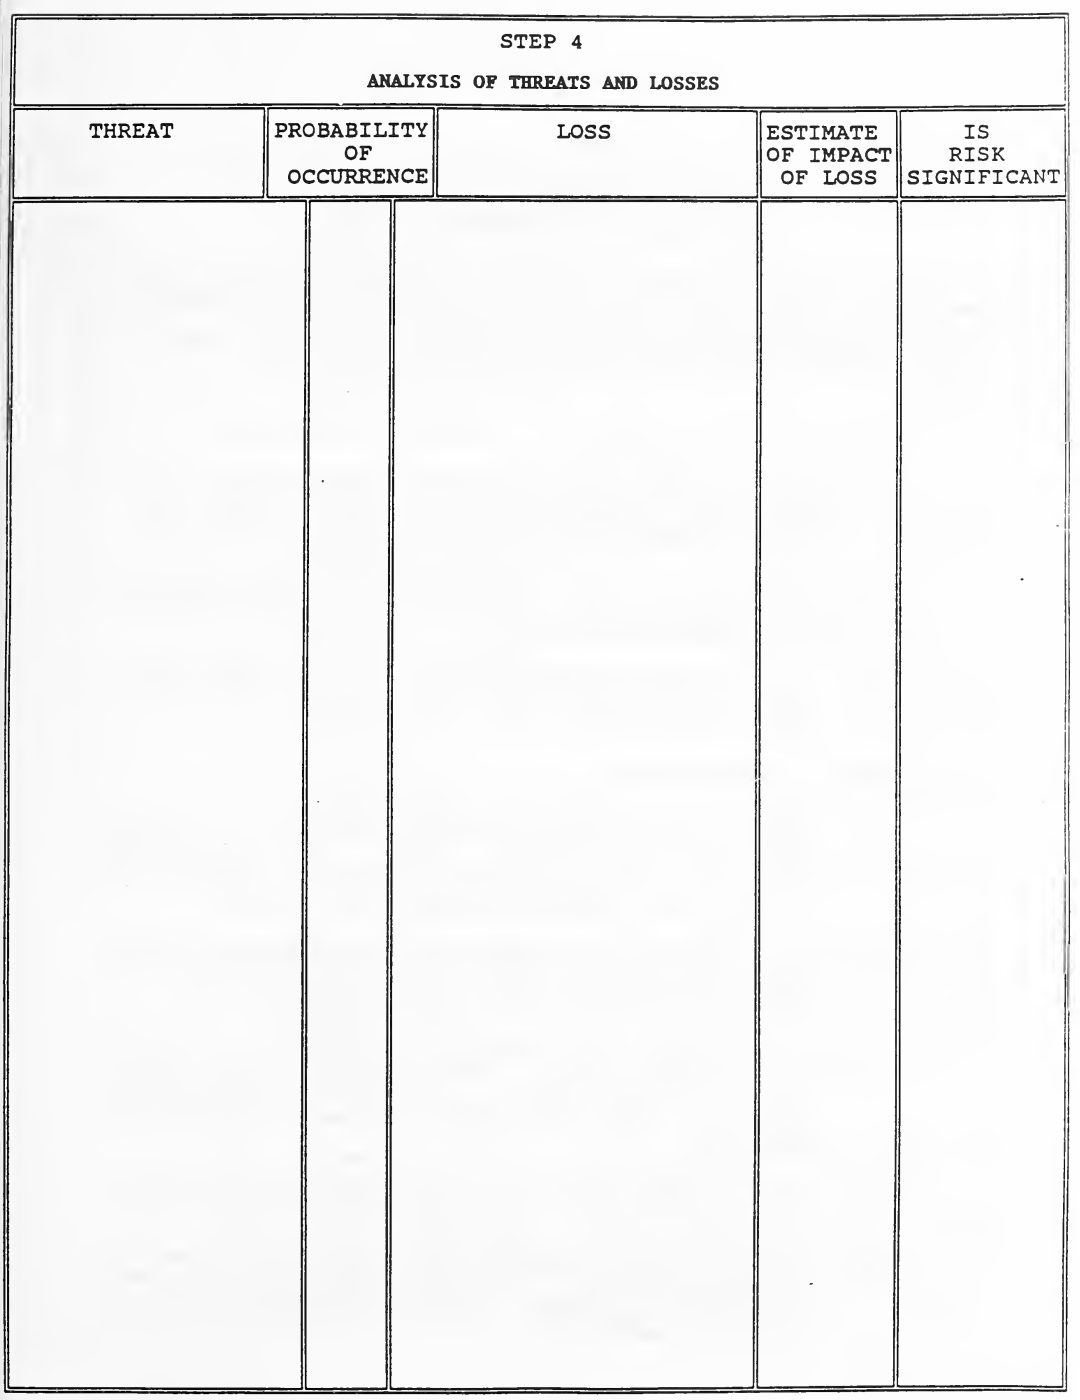 STEP 4
ANALYSIS OF THREATS AND LOSSES
THREAT
PROBABILITY
OF
OCCURRENCE
LOSS
ESTIMATE
OF IMPACT
OF LOSS
IS
RISK
SIGNIFICANT